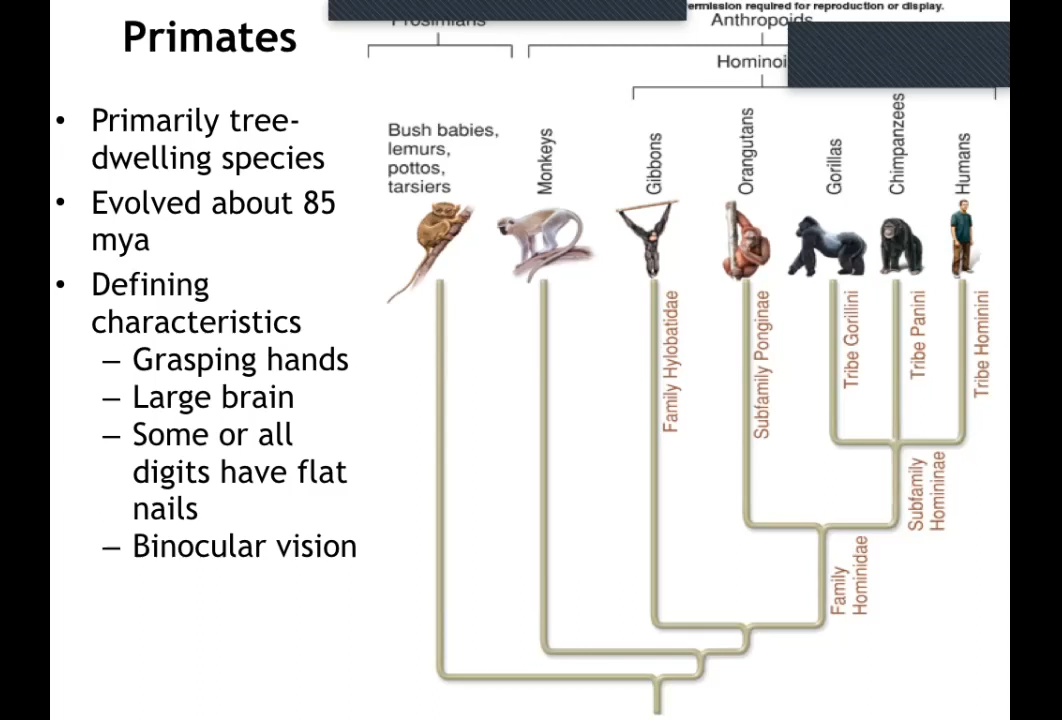 ermission required for reproduction or display.
Primates
Prosimians
Anthropoids
Hominoi
• Primarily tree-
dwelling species
• Evolved about 85
mya
• Defining
characteristics
– Grasping hands
– Large brain
– Some or all
digits have flat
nails
– Binocular vision
Bush babies,
lemurs,
pottos,
tarsiers
Monkeys
Gibbons
Orangutans
Gorillas
Chimpanzees
Humans
Family Hylobatidae
Subfamily Ponginae
Tribe Gorillini
Tribe Panini
Tribe Hominini
Subfamily
Homininae
Family
Hominidae